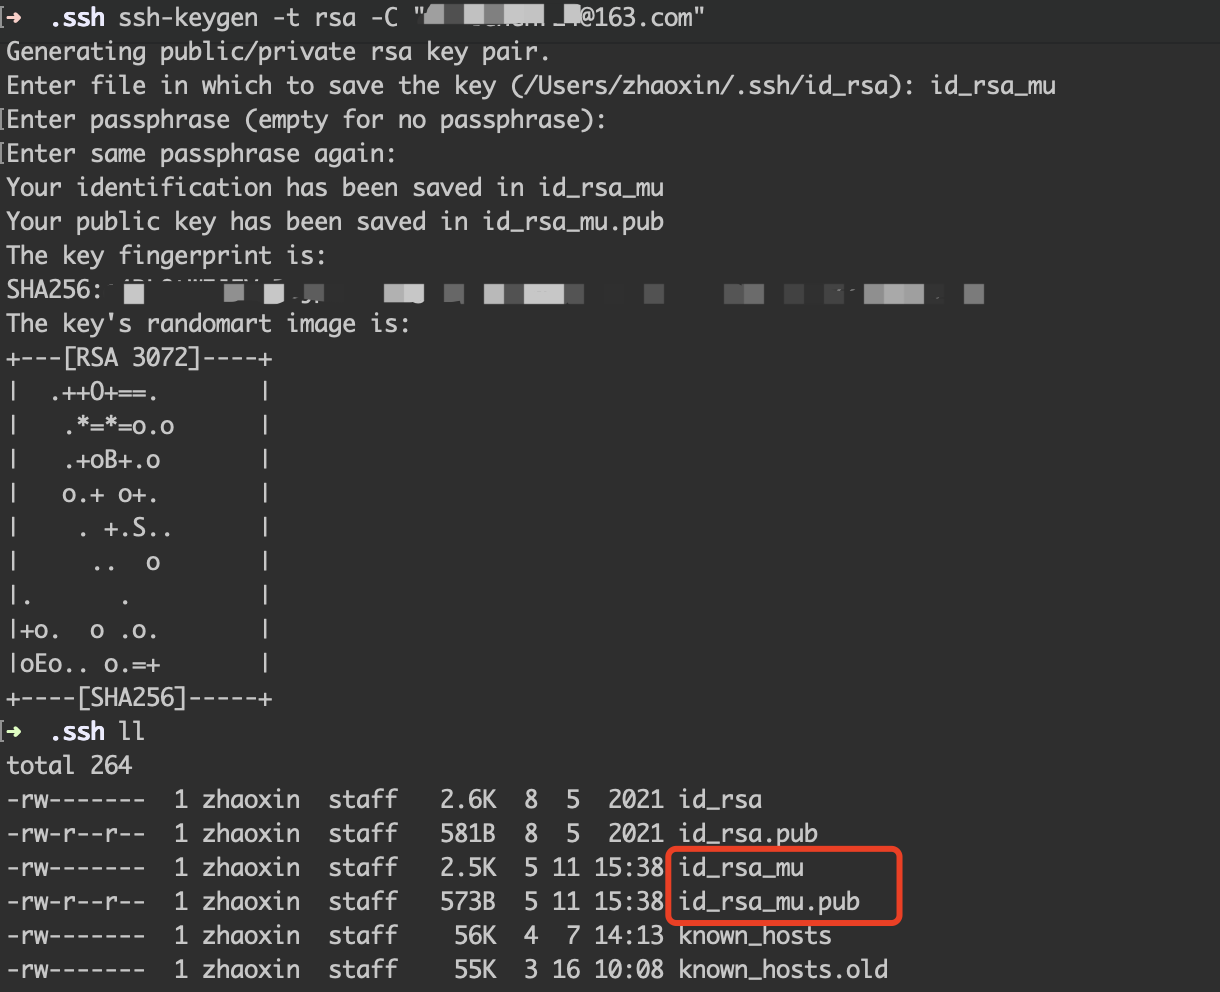 ➜ .ssh ssh-keygen -t rsa -C "@163.com"
Generating public/private rsa key pair.
Enter file in which to save the key (/Users/zhaoxin/.ssh/id_rsa): id_rsa_mu
[Enter passphrase (empty for no passphrase):
[Enter same passphrase again:
Your identification has been saved in id_rsa_mu
Your public key has been saved in id_rsa_mu.pub
The key fingerprint is:
SHA256:
The key's randomart image is:
+---[RSA 3072]----+
|  .++O+==.       |
|   .*=*=o.o      |
|   .+oB+.o       |
|   o.+ o+.       |
|    . +.S..      |
|     ..  o       |
|.      .         |
|+o.  o .o.       |
|oEo.. o.=+       |
+----[SHA256]-----+
➜ .ssh ll
total 264
-rw------- 1 zhaoxin staff 2.6K 8 5 2021 id_rsa
-rw-r--r-- 1 zhaoxin staff 581B 8 5 2021 id_rsa.pub
-rw------- 1 zhaoxin staff 2.5K 5 11 15:38 id_rsa_mu
-rw-r--r-- 1 zhaoxin staff 573B 5 11 15:38 id_rsa_mu.pub
-rw------- 1 zhaoxin staff 56K 4 7 14:13 known_hosts
-rw------- 1 zhaoxin staff 55K 3 16 10:08 known_hosts.old